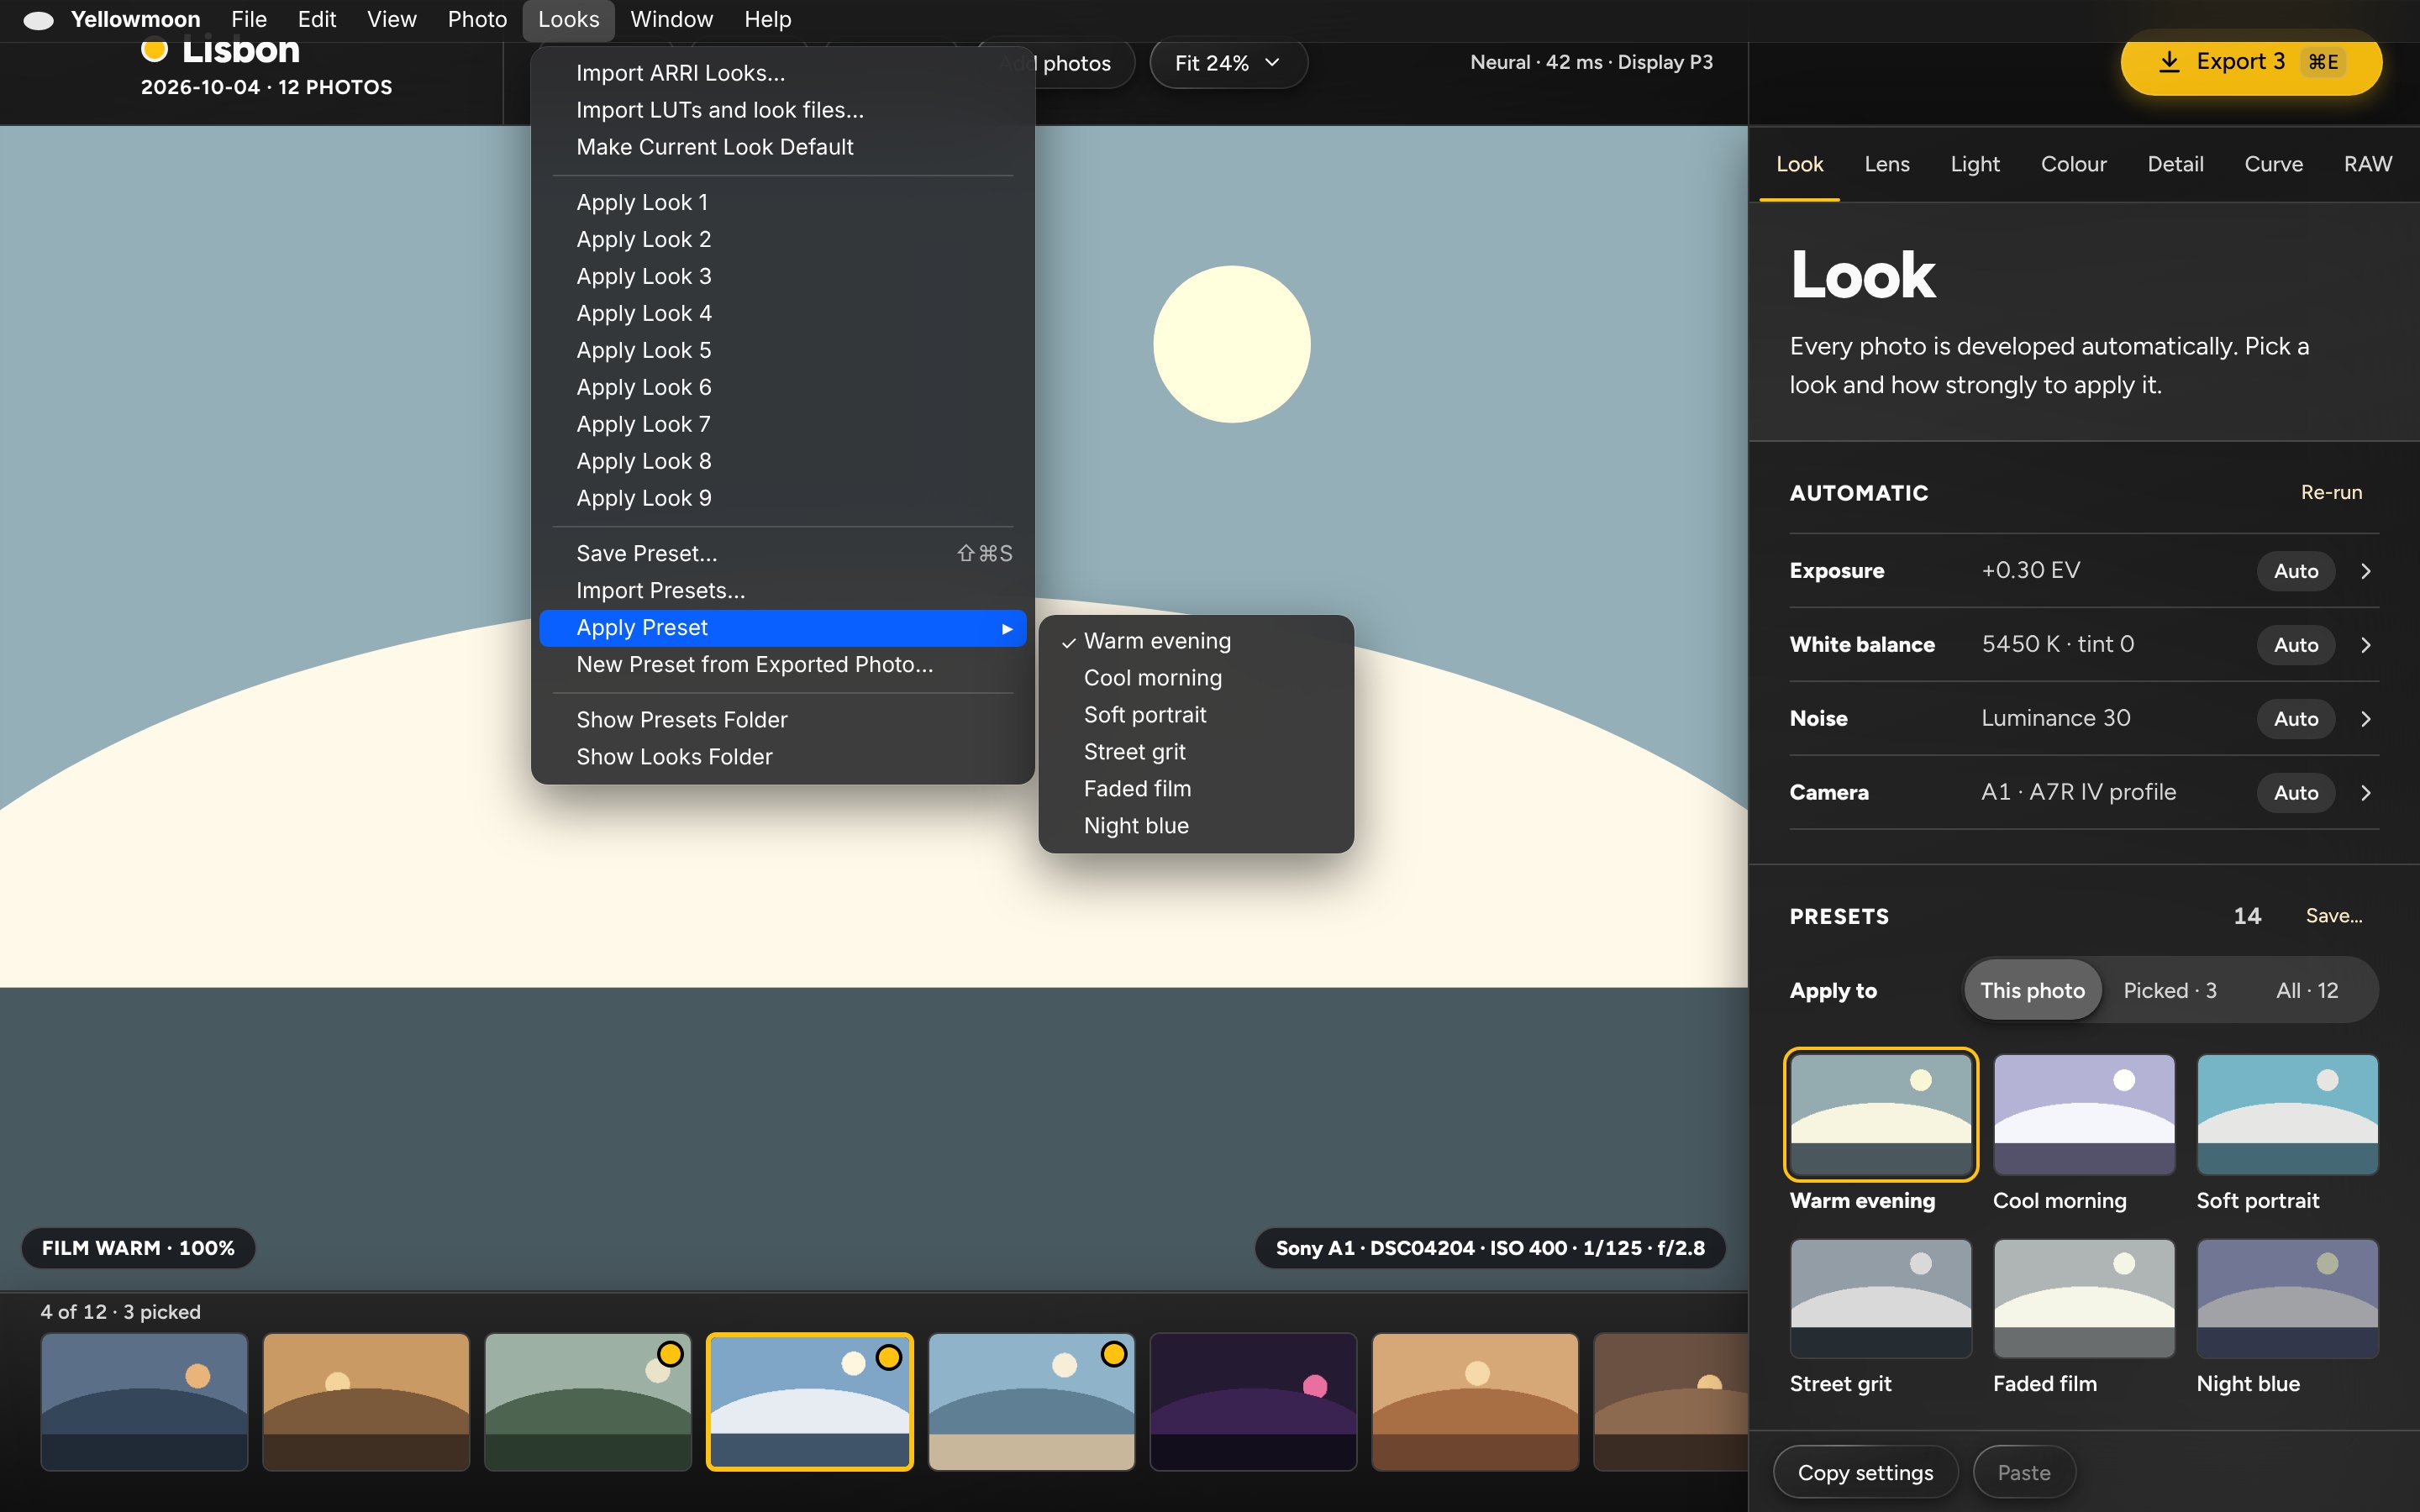 Yellowmoon File Edit View Photo Looks Window Help
Lisbon
2026-10-04 · 12 PHOTOS
Add photos
Fit 24%
Neural · 42 ms · Display P3
Export 3 ⌘E
Import ARRI Looks...
Import LUTs and look files...
Make Current Look Default
Apply Look 1
Apply Look 2
Apply Look 3
Apply Look 4
Apply Look 5
Apply Look 6
Apply Look 7
Apply Look 8
Apply Look 9
Save Preset... ⇧⌘S
Import Presets...
Apply Preset ▶
New Preset from Exported Photo...
Show Presets Folder
Show Looks Folder
✓ Warm evening
Cool morning
Soft portrait
Street grit
Faded film
Night blue
FILM WARM · 100%
Sony A1 · DSC04204 · ISO 400 · 1/125 · f/2.8
4 of 12 · 3 picked
Look Lens Light Colour Detail Curve RAW
Look
Every photo is developed automatically. Pick a
look and how strongly to apply it.
AUTOMATIC Re-run
Exposure +0.30 EV Auto
White balance 5450 K · tint 0 Auto
Noise Luminance 30 Auto
Camera A1 · A7R IV profile Auto
PRESETS 14 Save...
Apply to This photo Picked · 3 All · 12
Warm evening Cool morning Soft portrait
Street grit Faded film Night blue
Copy settings Paste